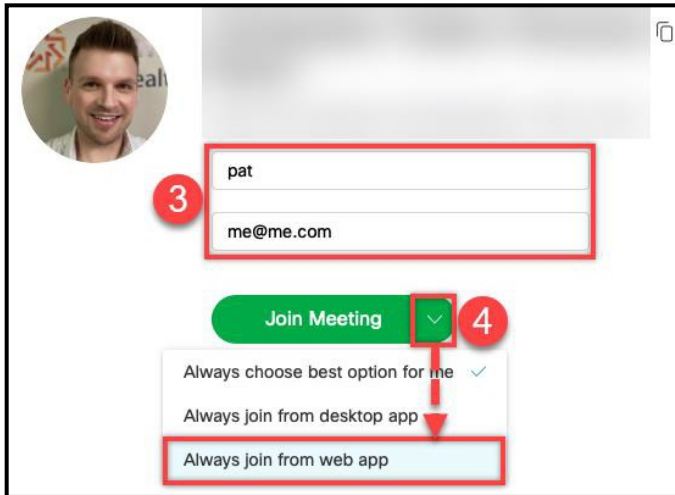 ealt
3
pat
me@me.com
Join Meeting
4
Always choose best option for me
Always join from desktop app
Always join from web app